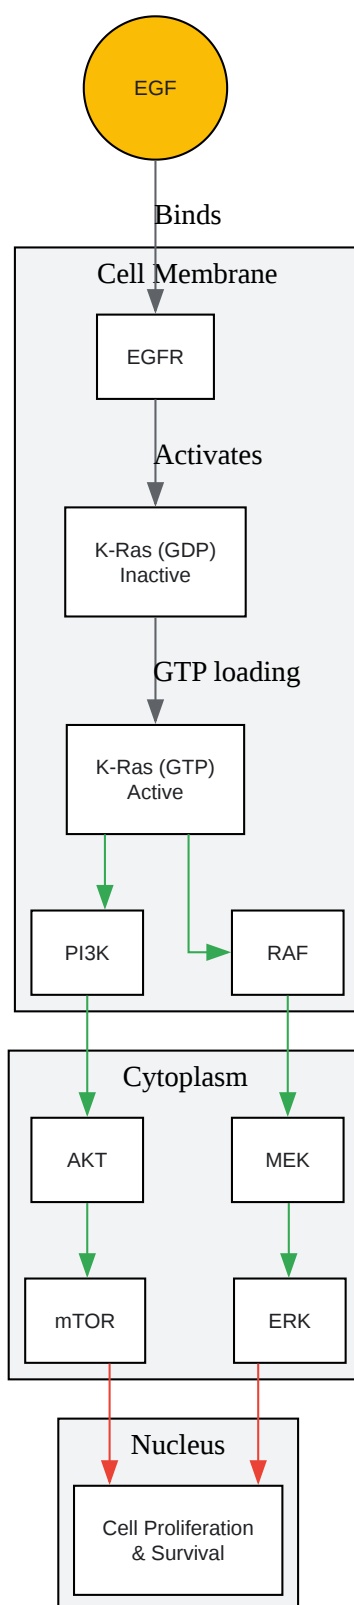 EGF
Binds
Cell Membrane
EGFR
Activates
K-Ras (GDP)
Inactive
GTP loading
K-Ras (GTP)
Active
PI3K
RAF
Cytoplasm
AKT
MEK
mTOR
ERK
Nucleus
Cell Proliferation
& Survival